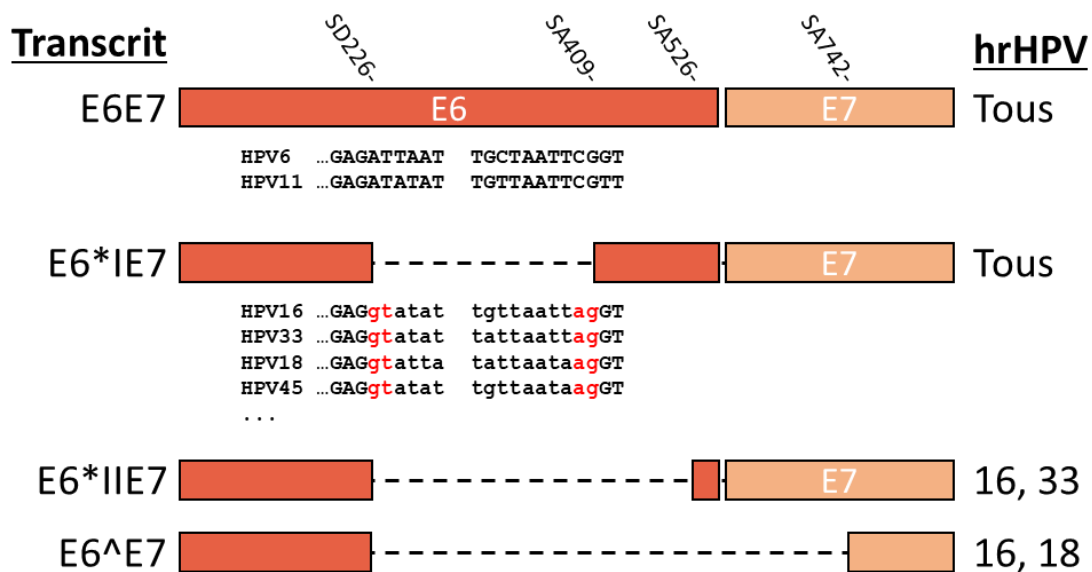 SD226- SA409- SA526- SA742-
Transcrit hrHPV
E6E7 E6 E7 Tous
HPV6 …GAGATTAAT TGCTAATTCGGT
HPV11 …GAGATATAT TGTTAATTCGTT
E6*IE7 E7 Tous
HPV16 …GAGgtatat tgttaattagGT
HPV33 …GAGgtatat tattaattagGT
HPV18 …GAGgtatta tattaataagGT
HPV45 …GAGgtatat tgttaataagGT
...
E6*IIE7 E7 16, 33
E6^E7 16, 18